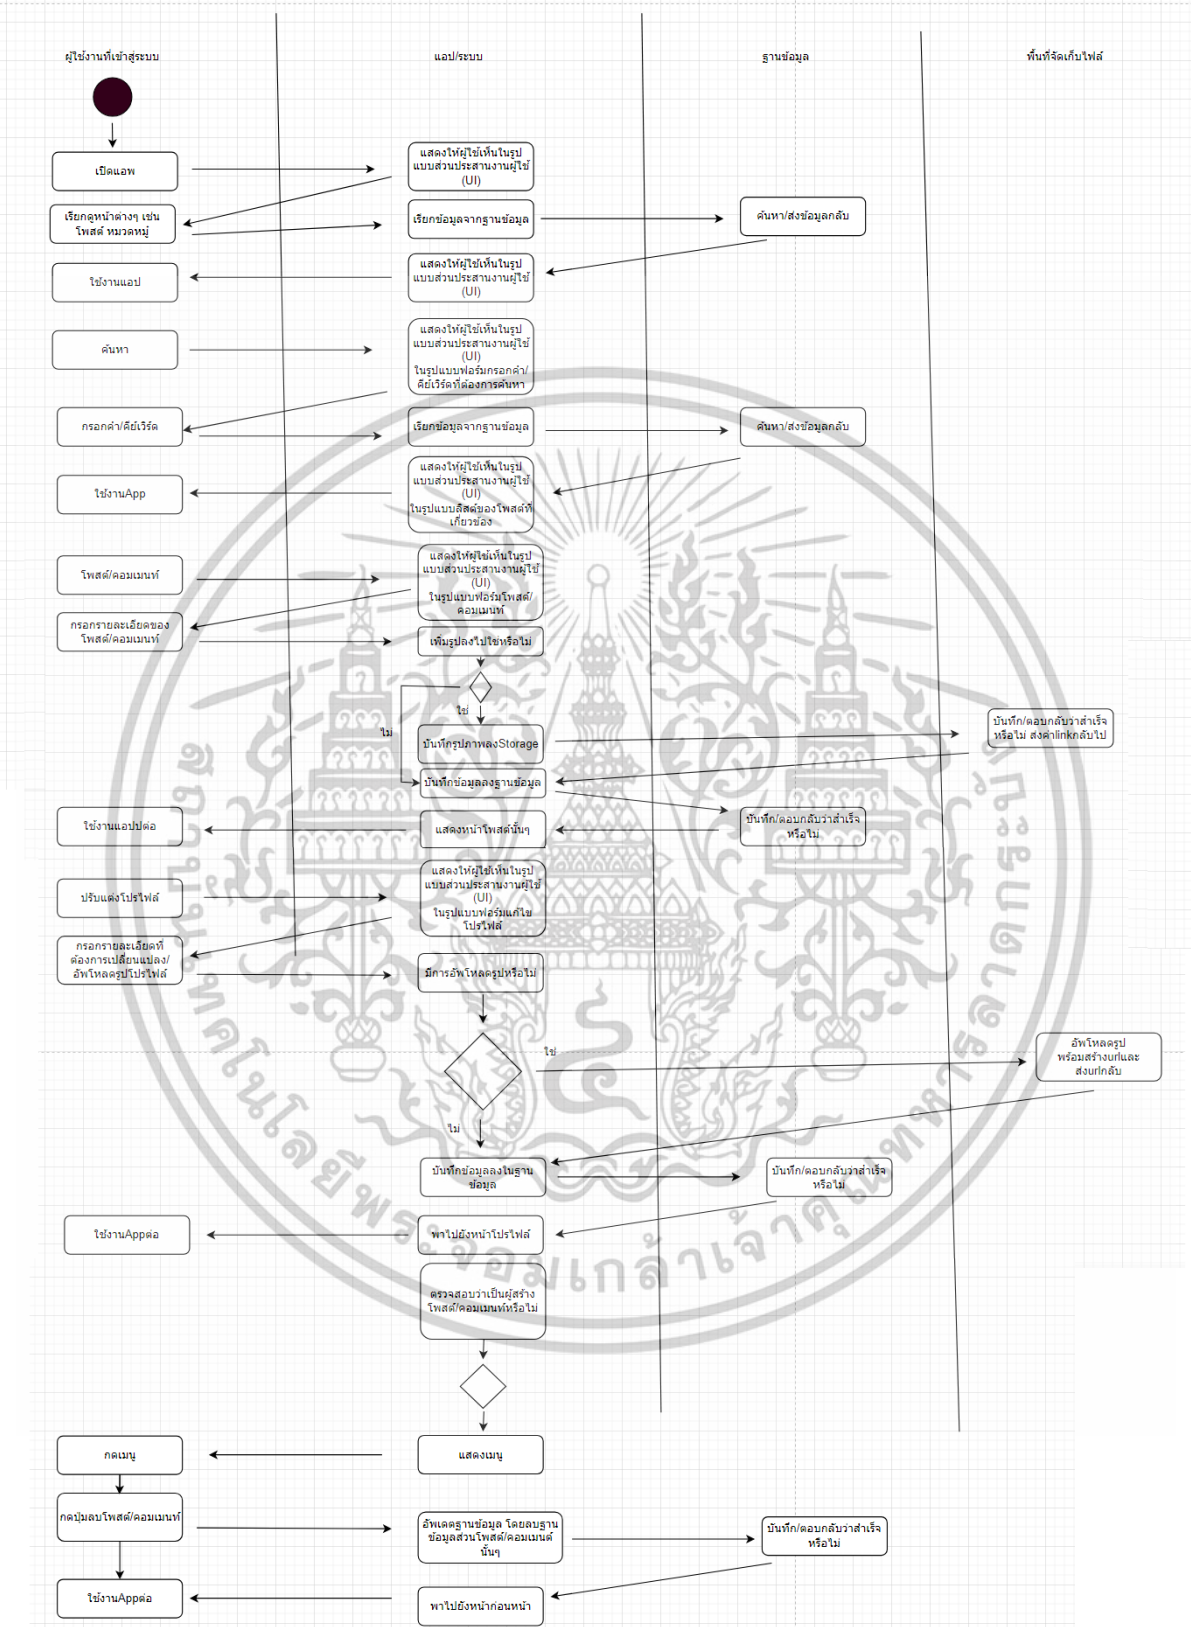 ผู้ใช้งานที่เข้าสู่ระบบ
แอป/ระบบ
ฐานข้อมูล
พื้นที่จัดเก็บไฟล์
เปิดแอพ
แสดงให้ผู้ใช้เห็นในรูป
แบบส่วนประสานงานผู้ใช้
(UI)
เรียกดูหน้าต่างๆ เช่น
โพสต์ หมวดหมู่
เรียกข้อมูลจากฐานข้อมูล
ค้นหา/ส่งข้อมูลกลับ
ใช้งานแอป
แสดงให้ผู้ใช้เห็นในรูป
แบบส่วนประสานงานผู้ใช้
(UI)
ค้นหา
แสดงให้ผู้ใช้เห็นในรูป
แบบส่วนประสานงานผู้ใช้
(UI)
ในรูปแบบฟอร์มกรอกคำ/
คีย์เวิร์ดที่ต้องการค้นหา
กรอกคำ/คีย์เวิร์ด
เรียกข้อมูลจากฐานข้อมูล
ค้นหา/ส่งข้อมูลกลับ
ใช้งานApp
แสดงให้ผู้ใช้เห็นในรูป
แบบส่วนประสานงานผู้ใช้
(UI)
ในรูปแบบลิสต์ของโพสต์ที่
เกี่ยวข้อง
โพสต์/คอมเมนท์
แสดงให้ผู้ใช้เห็นในรูป
แบบส่วนประสานงานผู้ใช้
(UI)
ในรูปแบบฟอร์มโพสต์/
คอมเมนท์
กรอกรายละเอียดของ
โพสต์/คอมเมนท์
เพิ่มรูปลงไปใช่หรือไม่
ใช่
ไม่
บันทึกรูปภาพลงStorage
บันทึก/ตอบกลับว่าสำเร็จ
หรือไม่ ส่งค่าlinkกลับไป
บันทึกข้อมูลลงฐานข้อมูล
ใช้งานแอปปต่อ
แสดงหน้าโพสต์นั้นๆ
บันทึก/ตอบกลับว่าสำเร็จ
หรือไม่
ปรับแต่งโปรไฟล์
แสดงให้ผู้ใช้เห็นในรูป
แบบส่วนประสานงานผู้ใช้
(UI)
ในรูปแบบฟอร์มแก้ไข
โปรไฟล์
กรอกรายละเอียดที่
ต้องการเปลี่ยนแปลง/
อัพโหลดรูปโปรไฟล์
มีการอัพโหลดรูปหรือไม่
ใช่
อัพโหลดรูป
พร้อมสร้างurlและ
ส่งurlกลับ
ไม่
บันทึกข้อมูลลงในฐาน
ข้อมูล
บันทึก/ตอบกลับว่าสำเร็จ
หรือไม่
ใช้งานAppต่อ
พาไปยังหน้าโปรไฟล์
ตรวจสอบว่าเป็นผู้สร้าง
โพสต์/คอมเมนท์หรือไม่
กดเมนู
แสดงเมนู
กดปุ่มลบโพสต์/คอมเมนท์
อัพเดตฐานข้อมูล โดยลบฐาน
ข้อมูลส่วนโพสต์/คอมเมนต์
นั้นๆ
บันทึก/ตอบกลับว่าสำเร็จ
หรือไม่
ใช้งานAppต่อ
พาไปยังหน้าก่อนหน้า
สถาบันเทคโนโลยีพระจอมเกล้าเจ้าคุณทหารลาดกระบัง